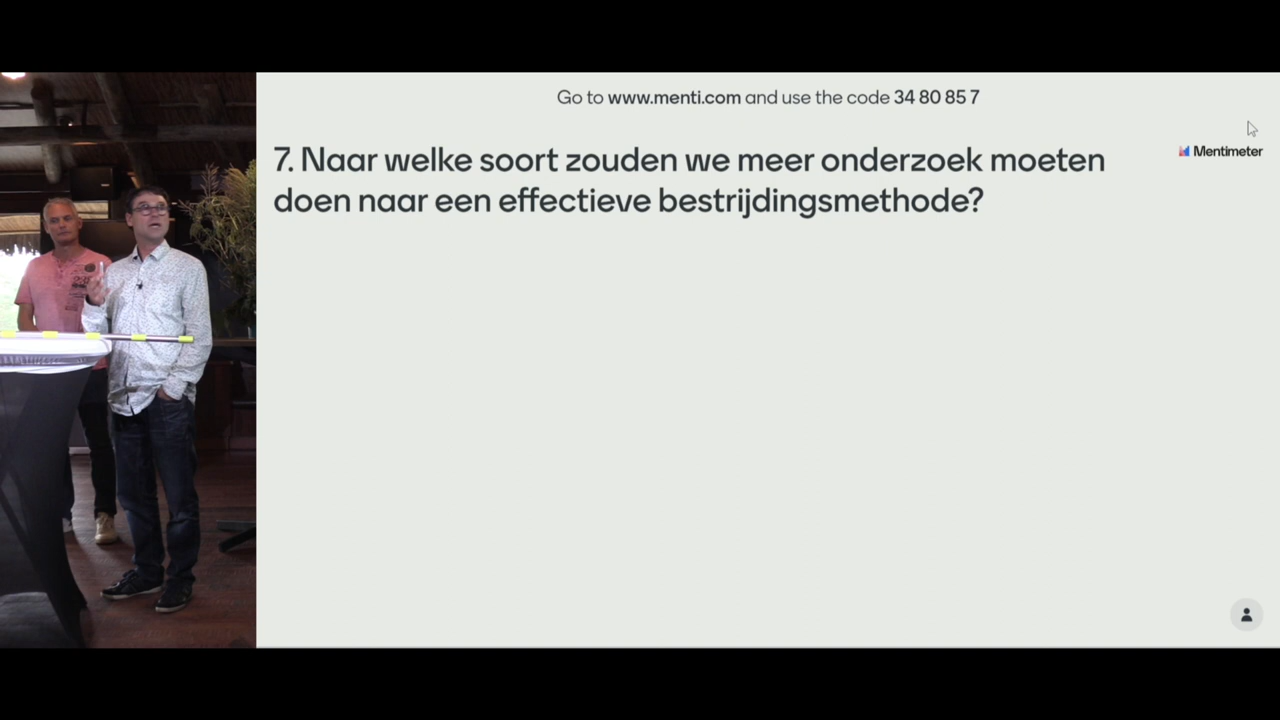 Go to www.menti.com and use the code 34 80 85 7
Mentimeter
7. Naar welke soort zouden we meer onderzoek moeten
doen naar een effectieve bestrijdingsmethode?